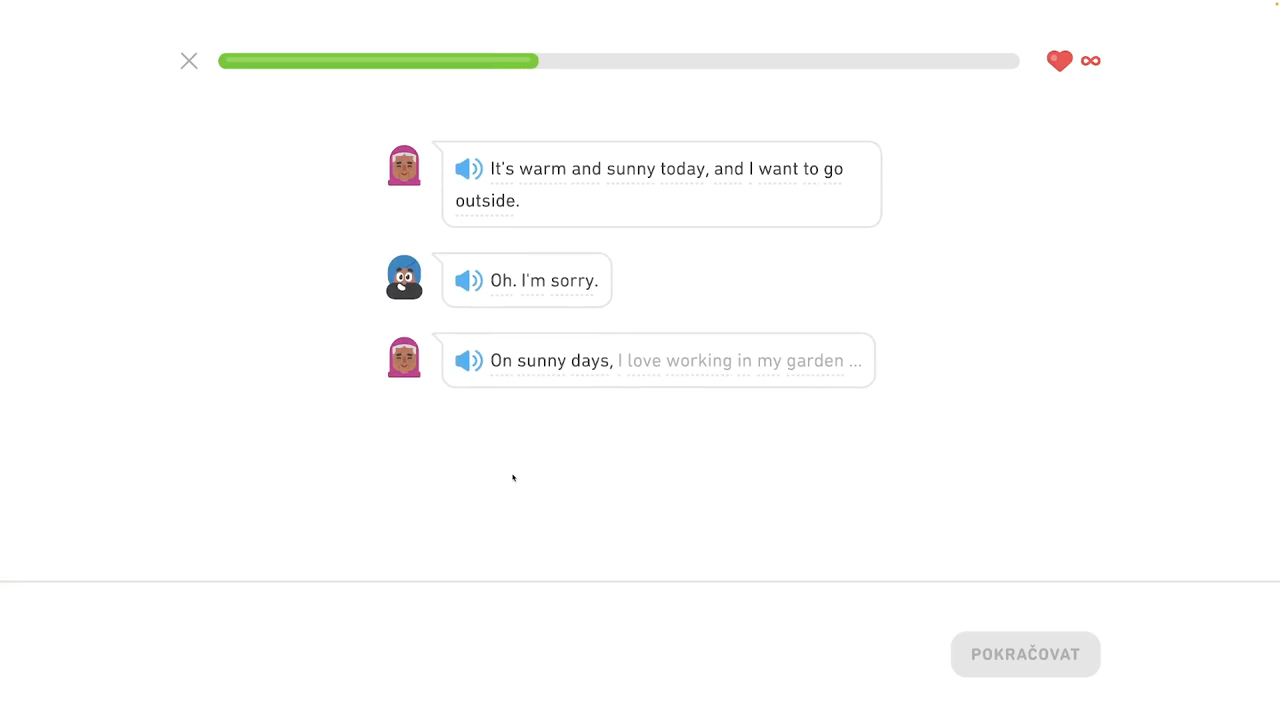 It's warm and sunny today, and I want to go
outside.
Oh. I'm sorry.
On sunny days, I love working in my garden ...
POKRAČOVAT